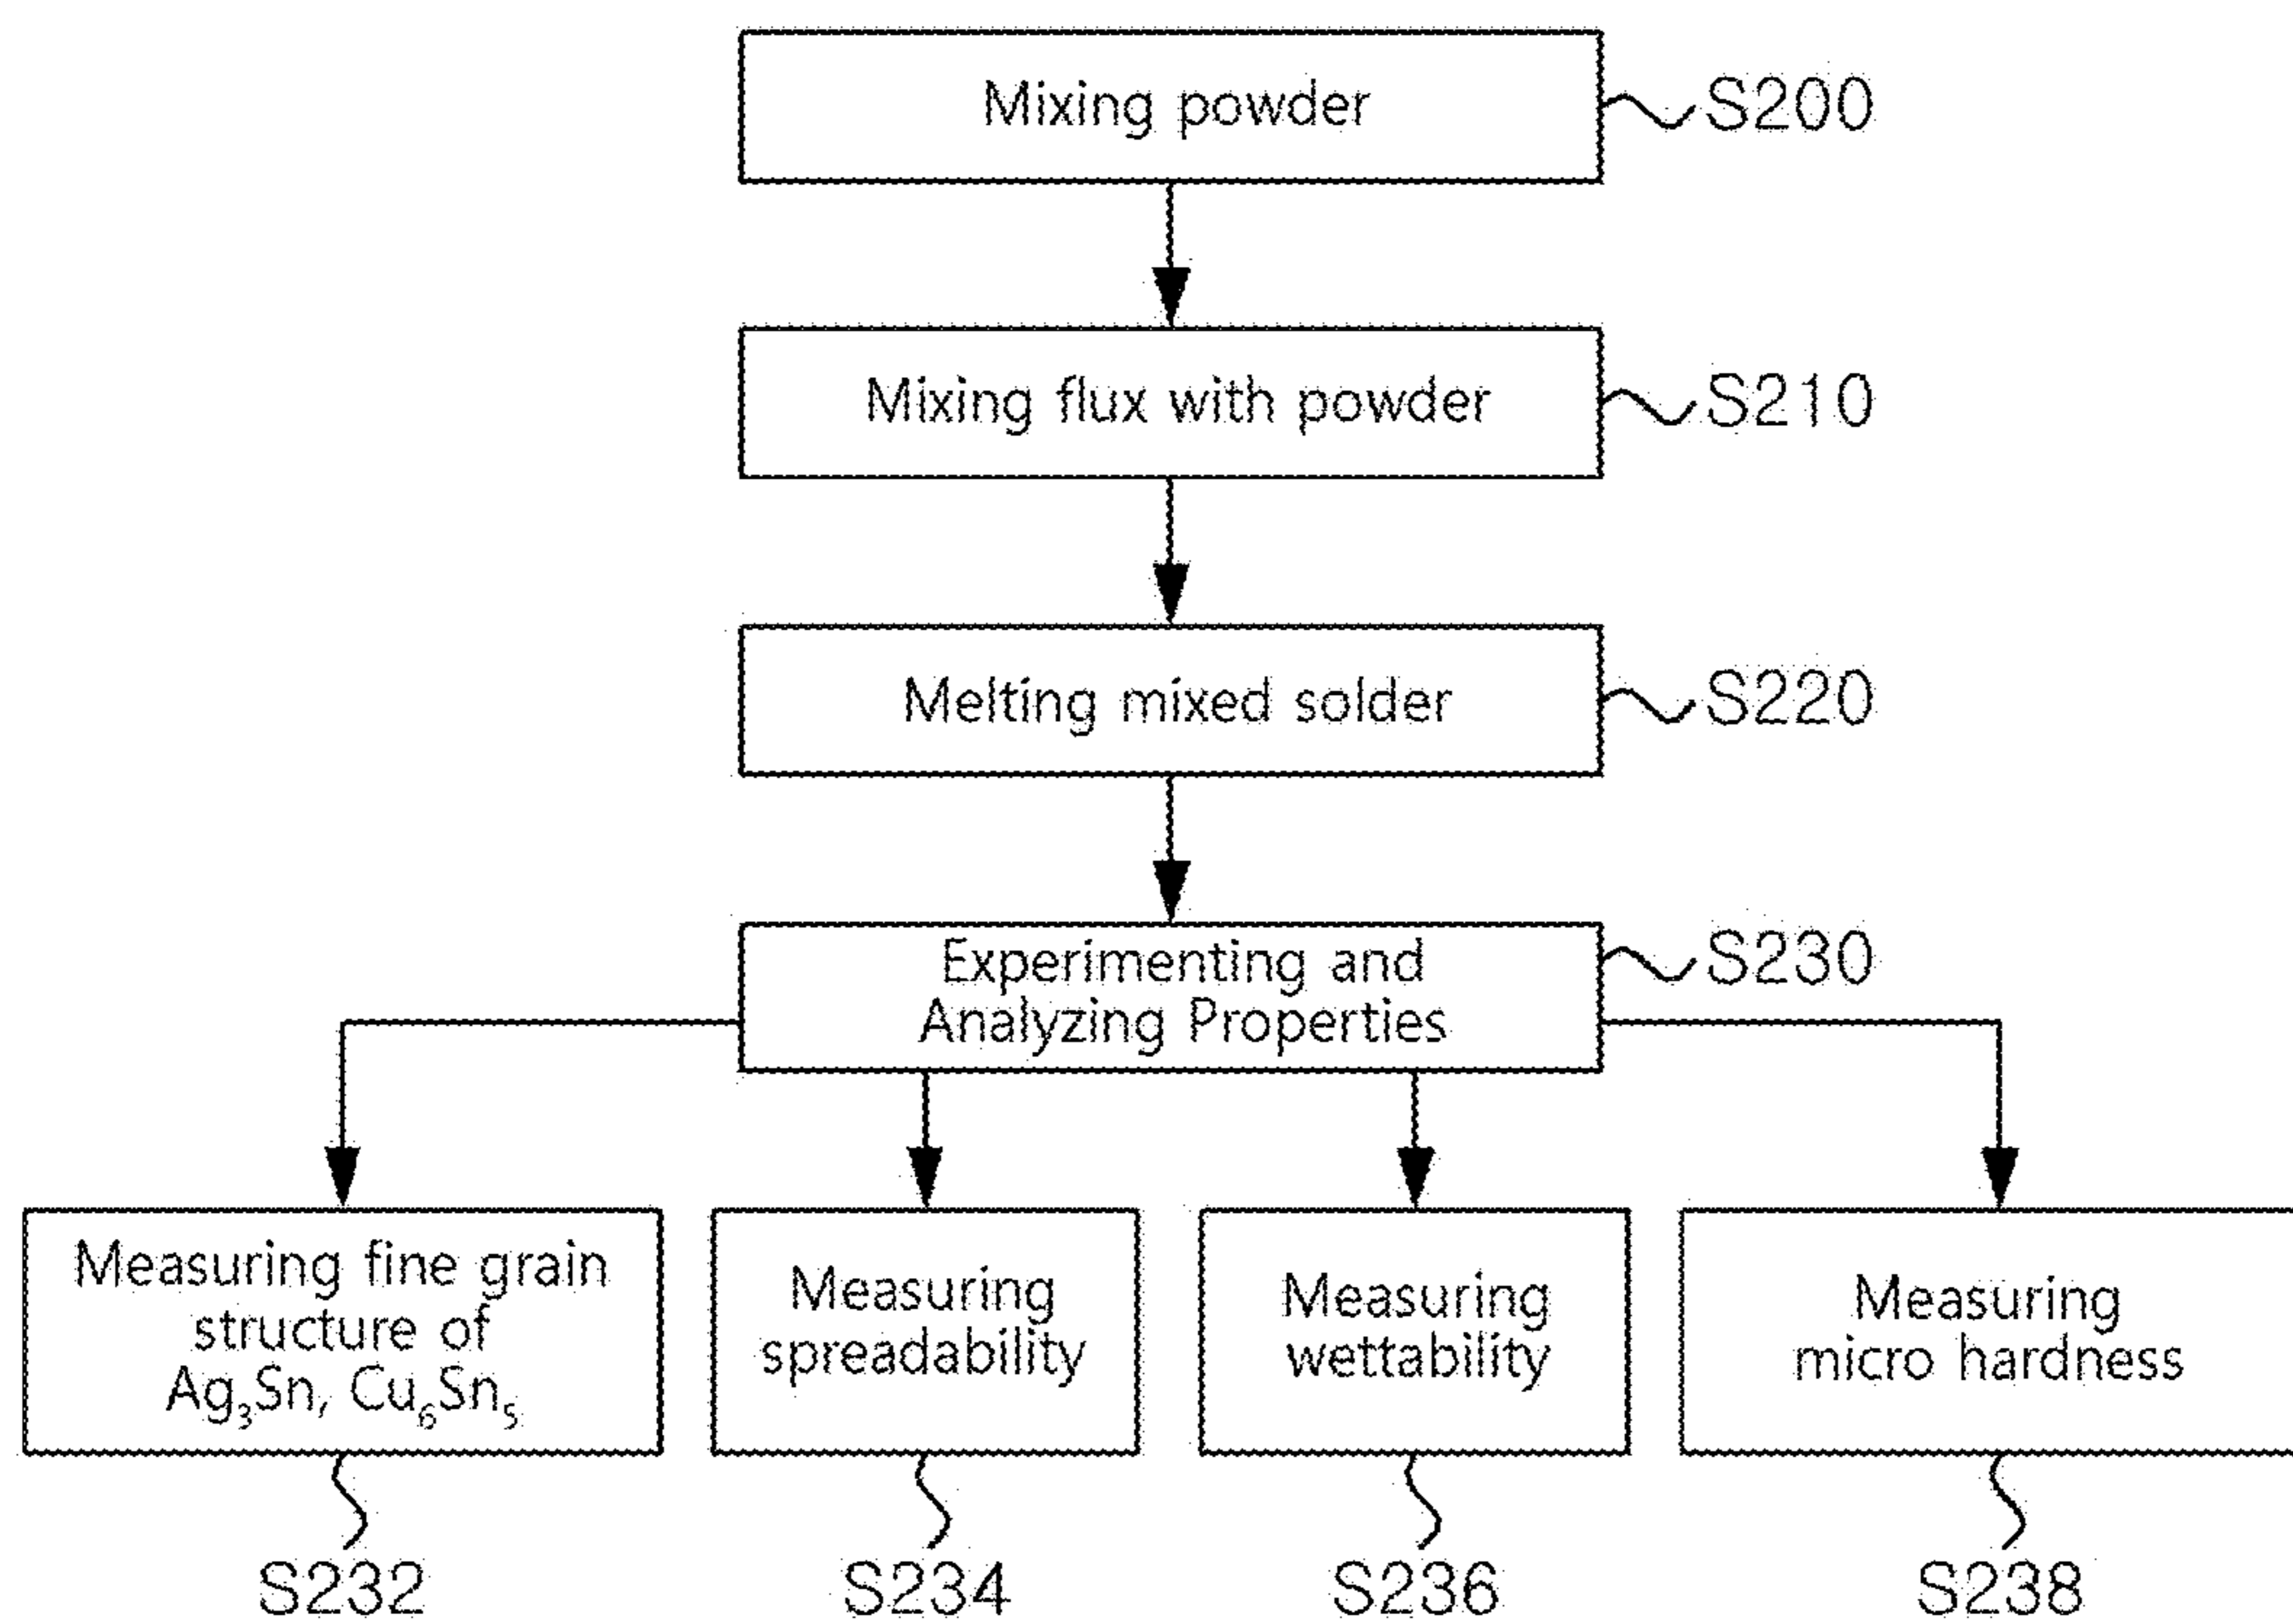 Mixing powder
S200
Mixing flux with powder
S210
Melting mixed solder
S220
Experimenting and
Analyzing Properties
S230
Measuring fine grain
structure of
Ag₃Sn, Cu₆Sn₅
Measuring
spreadability
Measuring
wettability
Measuring
micro hardness
S232
S234
S236
S238